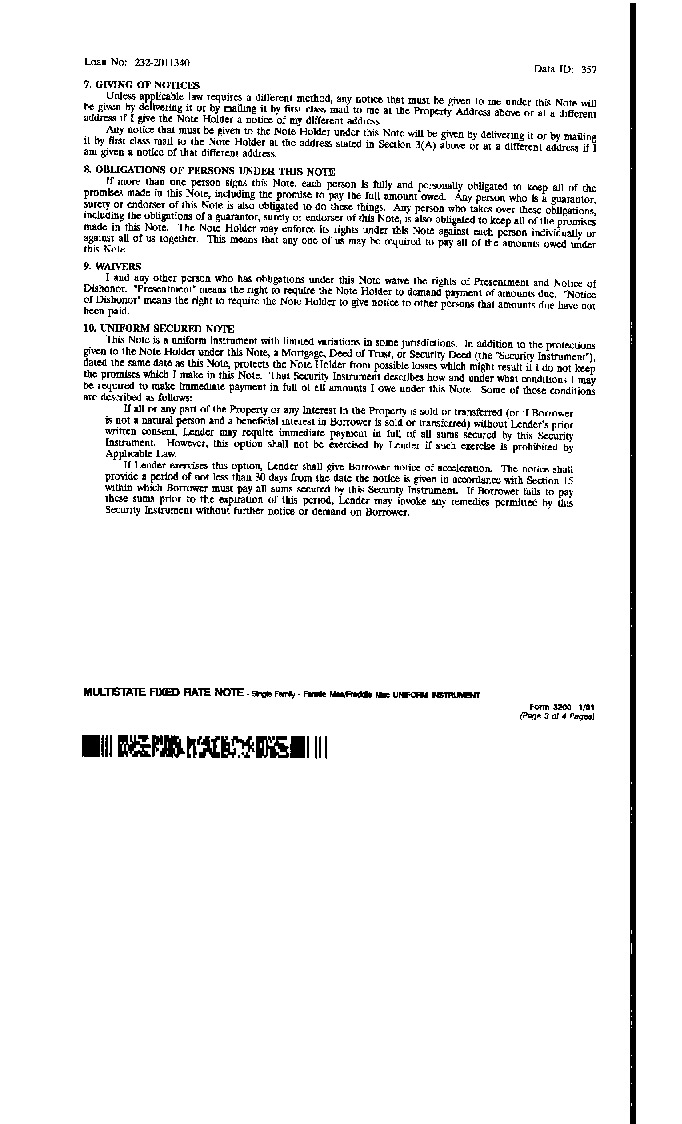 Loan No: 232-2011340
Data ID: 357
7. GIVING OF NOTICES
Unless applicable law requires a different method, any notice that must be given to me under this Note will
be given by delivering it or by mailing it by first class mail to me at the Property Address above or at a different
address if I give the Note Holder a notice of my different address.
Any notice that must be given to the Note Holder under this Note will be given by delivering it or by mailing
it by first class mail to the Note Holder at the address stated in Section 3(A) above or at a different address if I
am given a notice of that different address.
8. OBLIGATIONS OF PERSONS UNDER THIS NOTE
If more than one person signs this Note, each person is fully and personally obligated to keep all of the
promises made in this Note, including the promise to pay the full amount owed. Any person who is a guarantor,
surety or endorser of this Note is also obligated to do these things. Any person who takes over these obligations,
including the obligations of a guarantor, surety or endorser of this Note, is also obligated to keep all of the promises
made in this Note. The Note Holder may enforce its rights under this Note against each person individually or
against all of us together. This means that any one of us may be required to pay all of the amounts owed under
this Note.
9. WAIVERS
I and any other person who has obligations under this Note waive the rights of Presentment and Notice of
Dishonor. "Presentment" means the right to require the Note Holder to demand payment of amounts due. "Notice
of Dishonor" means the right to require the Note Holder to give notice to other persons that amounts due have not
been paid.
10. UNIFORM SECURED NOTE
This Note is a uniform instrument with limited variations in some jurisdictions. In addition to the protections
given to the Note Holder under this Note, a Mortgage, Deed of Trust, or Security Deed (the "Security Instrument"),
dated the same date as this Note, protects the Note Holder from possible losses which might result if I do not keep
the promises which I make in this Note. That Security Instrument describes how and under what conditions I may
be required to make immediate payment in full of all amounts I owe under this Note. Some of those conditions
are described as follows:
If all or any part of the Property or any Interest in the Property is sold or transferred (or if Borrower
is not a natural person and a beneficial interest in Borrower is sold or transferred) without Lender's prior
written consent, Lender may require immediate payment in full of all sums secured by this Security
Instrument. However, this option shall not be exercised by Lender if such exercise is prohibited by
Applicable Law.
If Lender exercises this option, Lender shall give Borrower notice of acceleration. The notice shall
provide a period of not less than 30 days from the date the notice is given in accordance with Section 15
within which Borrower must pay all sums secured by this Security Instrument. If Borrower fails to pay
these sums prior to the expiration of this period, Lender may invoke any remedies permitted by this
Security Instrument without further notice or demand on Borrower.
MULTISTATE FIXED RATE NOTE - Single Family - Fannie Mae/Freddie Mac UNIFORM INSTRUMENT
Form 3200 1/01
(Page 3 of 4 Pages)